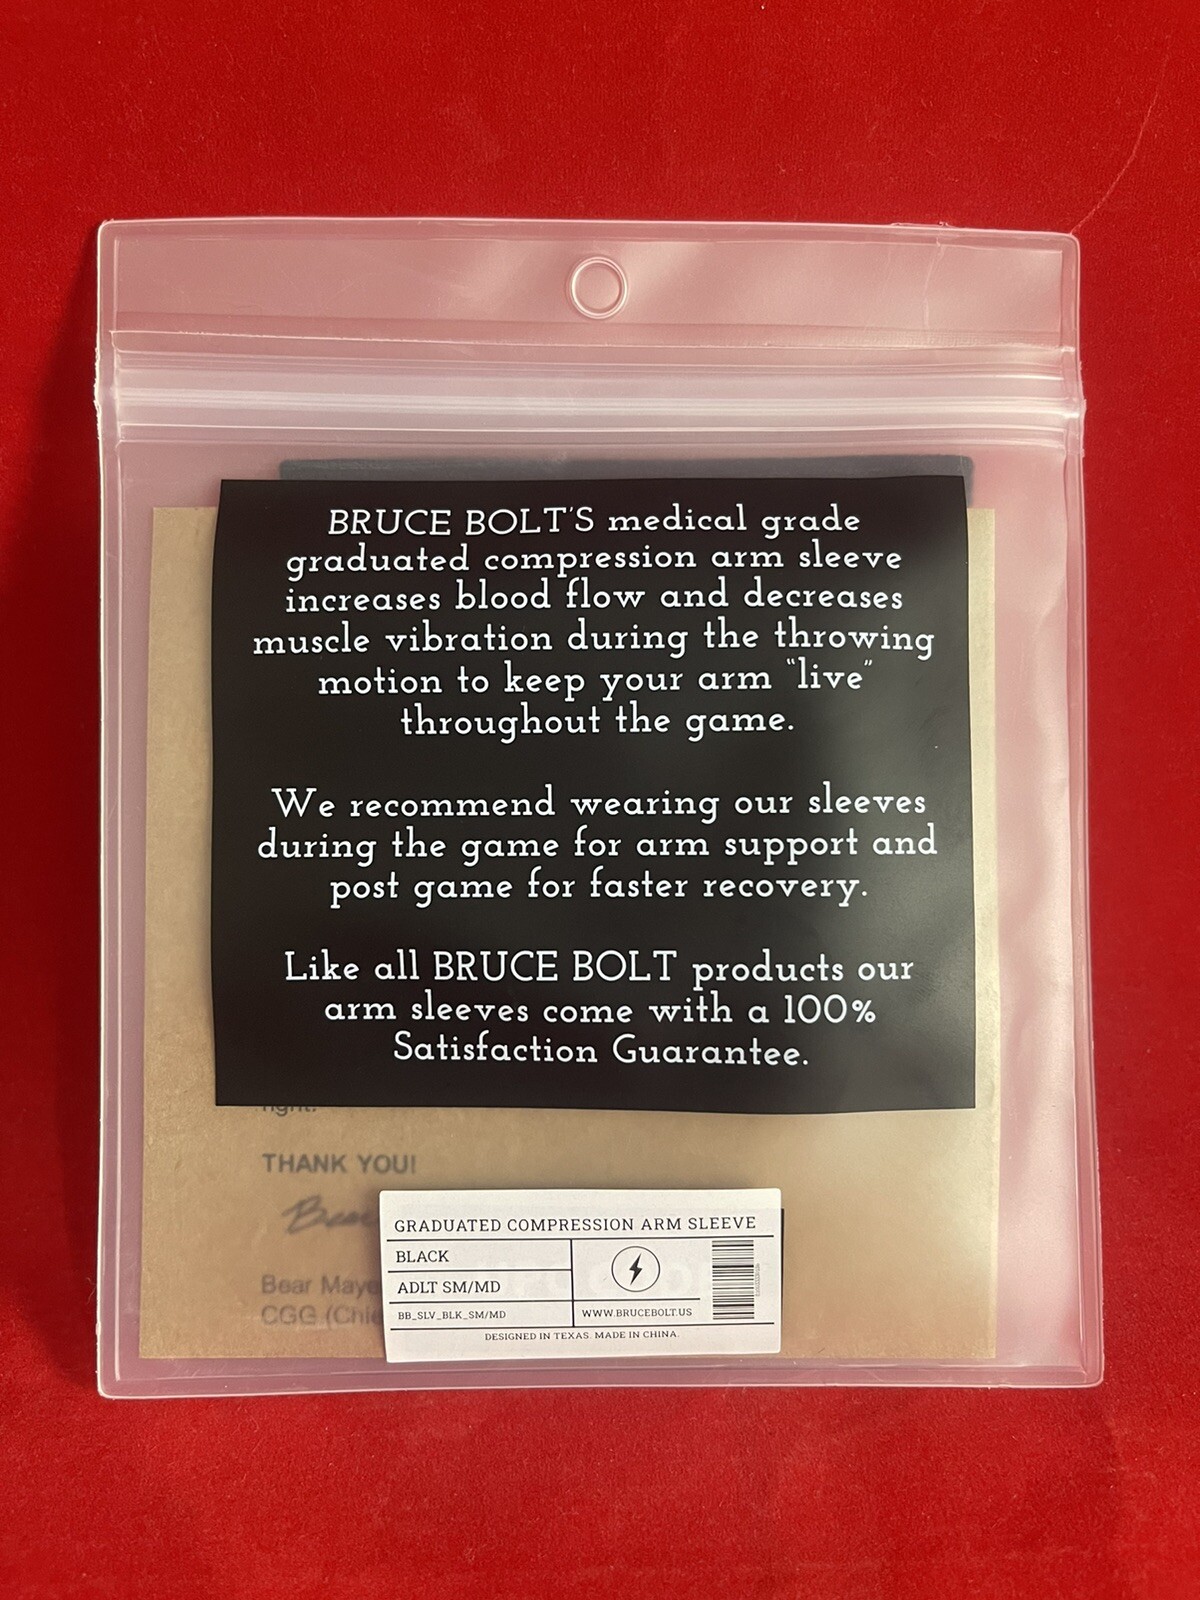 BRUCE BOLT'S medical grade
graduated compression arm sleeve
increases blood flow and decreases
muscle vibration during the throwing
motion to keep your arm “live”
throughout the game.
We recommend wearing our sleeves
during the game for arm support and
post game for faster recovery.
Like all BRUCE BOLT products our
arm sleeves come with a 100%
Satisfaction Guarantee.
right.
THANK YOU!
Bear
CGG
GRADUATED COMPRESSION ARM SLEEVE
BLACK
ADLT SM/MD
BB_SLV_BLK_SM/MD
WWW.BRUCEBOLT.US
DESIGNED IN TEXAS. MADE IN CHINA.